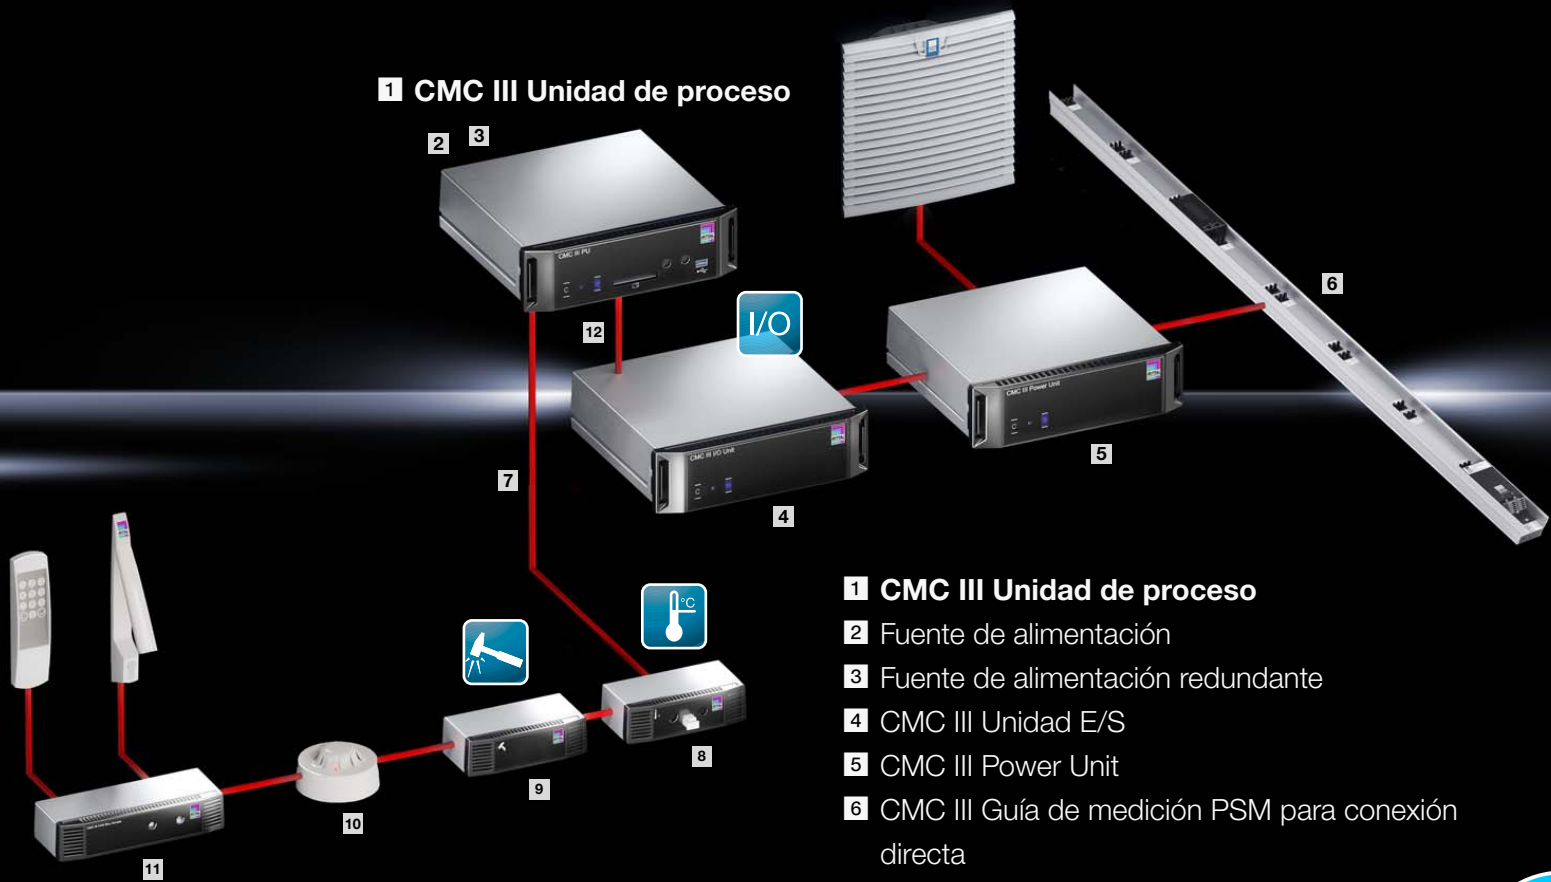 1 CMC III Unidad de proceso
2
3
CMC III PU
12
I/O
6
CMC III Power Unit
5
CMC III I/O Unit
7
4
°C
8
9
10
11
1 CMC III Unidad de proceso
2 Fuente de alimentación
3 Fuente de alimentación redundante
4 CMC III Unidad E/S
5 CMC III Power Unit
6 CMC III Guía de medición PSM para conexión
directa